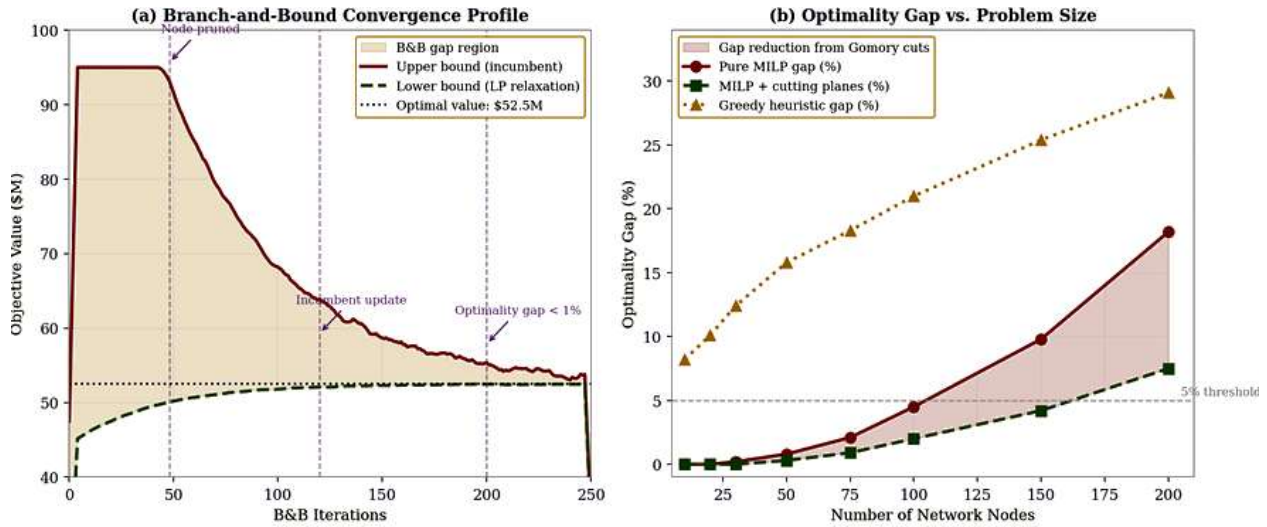 (a) Branch-and-Bound Convergence Profile
Node pruned
B&B gap region
Upper bound (incumbent)
Lower bound (LP relaxation)
Optimal value: $52.5M
Incumbent update
Optimality gap < 1%
Objective Value ($M)
100
90
80
70
60
50
40
0
50
100
150
200
250
B&B Iterations
(b) Optimality Gap vs. Problem Size
Gap reduction from Gomory cuts
Pure MILP gap (%)
MILP + cutting planes (%)
Greedy heuristic gap (%)
5% threshold
Optimality Gap (%)
30
25
20
15
10
5
0
25
50
75
100
125
150
175
200
Number of Network Nodes